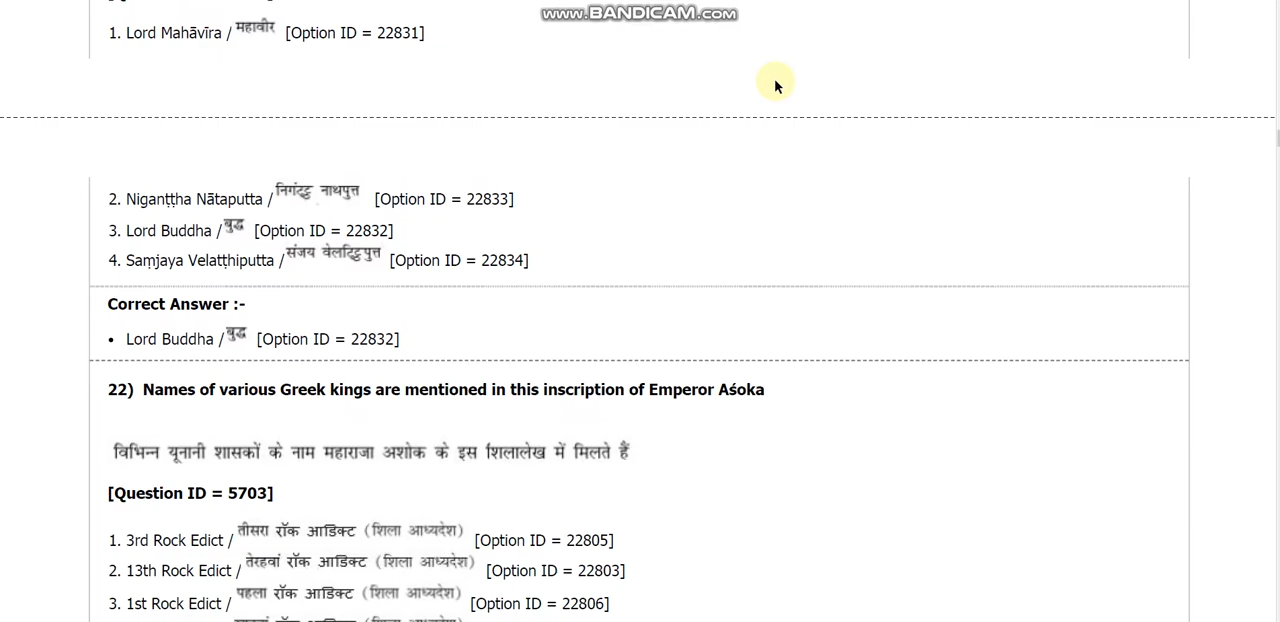 www.BANDICAM.com
1. Lord Mahāvīra / महावीर [Option ID = 22831]
2. Nigaṇṭṭha Nātaputta / निगंट्ठ नाथपुत्त [Option ID = 22833]
3. Lord Buddha / बुद्ध [Option ID = 22832]
4. Saṃjaya Velaṭṭhiputta / संजय वेलट्ठिपुत्त [Option ID = 22834]
Correct Answer :-
• Lord Buddha / बुद्ध [Option ID = 22832]
22) Names of various Greek kings are mentioned in this inscription of Emperor Aśoka
विभिन्न यूनानी शासकों के नाम महाराजा अशोक के इस शिलालेख में मिलते हैं
[Question ID = 5703]
1. 3rd Rock Edict / तीसरा रॉक आडिक्ट (शिला आध्यदेश) [Option ID = 22805]
2. 13th Rock Edict / तेरहवां रॉक आडिक्ट (शिला आध्यदेश) [Option ID = 22803]
3. 1st Rock Edict / पहला रॉक आडिक्ट (शिला आध्यदेश) [Option ID = 22806]